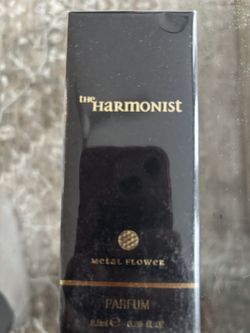 THE HARMONIST
METAL FLOWER
PARFUM